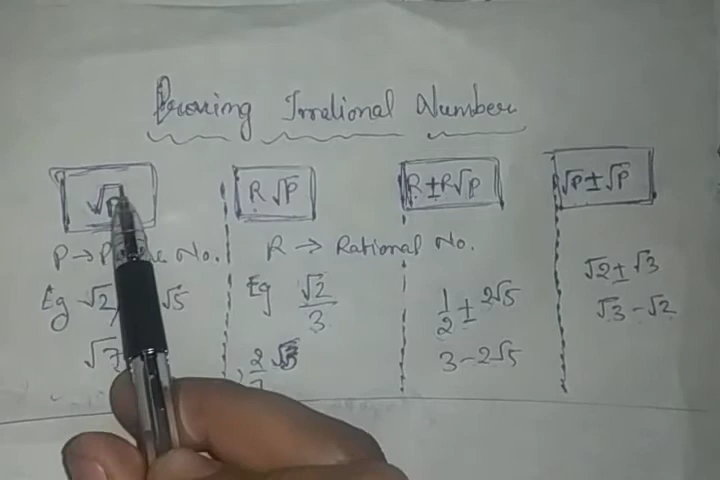 Proving Irrational Number
√P
R √P
R ± R√P
√P ± √P
P → No.
R → Rational No.
Eg √2, √5
√7
Eg √2/3
2
1/2 ± 2√5
3 - 2√5
√2 ± √3
√3 - √2